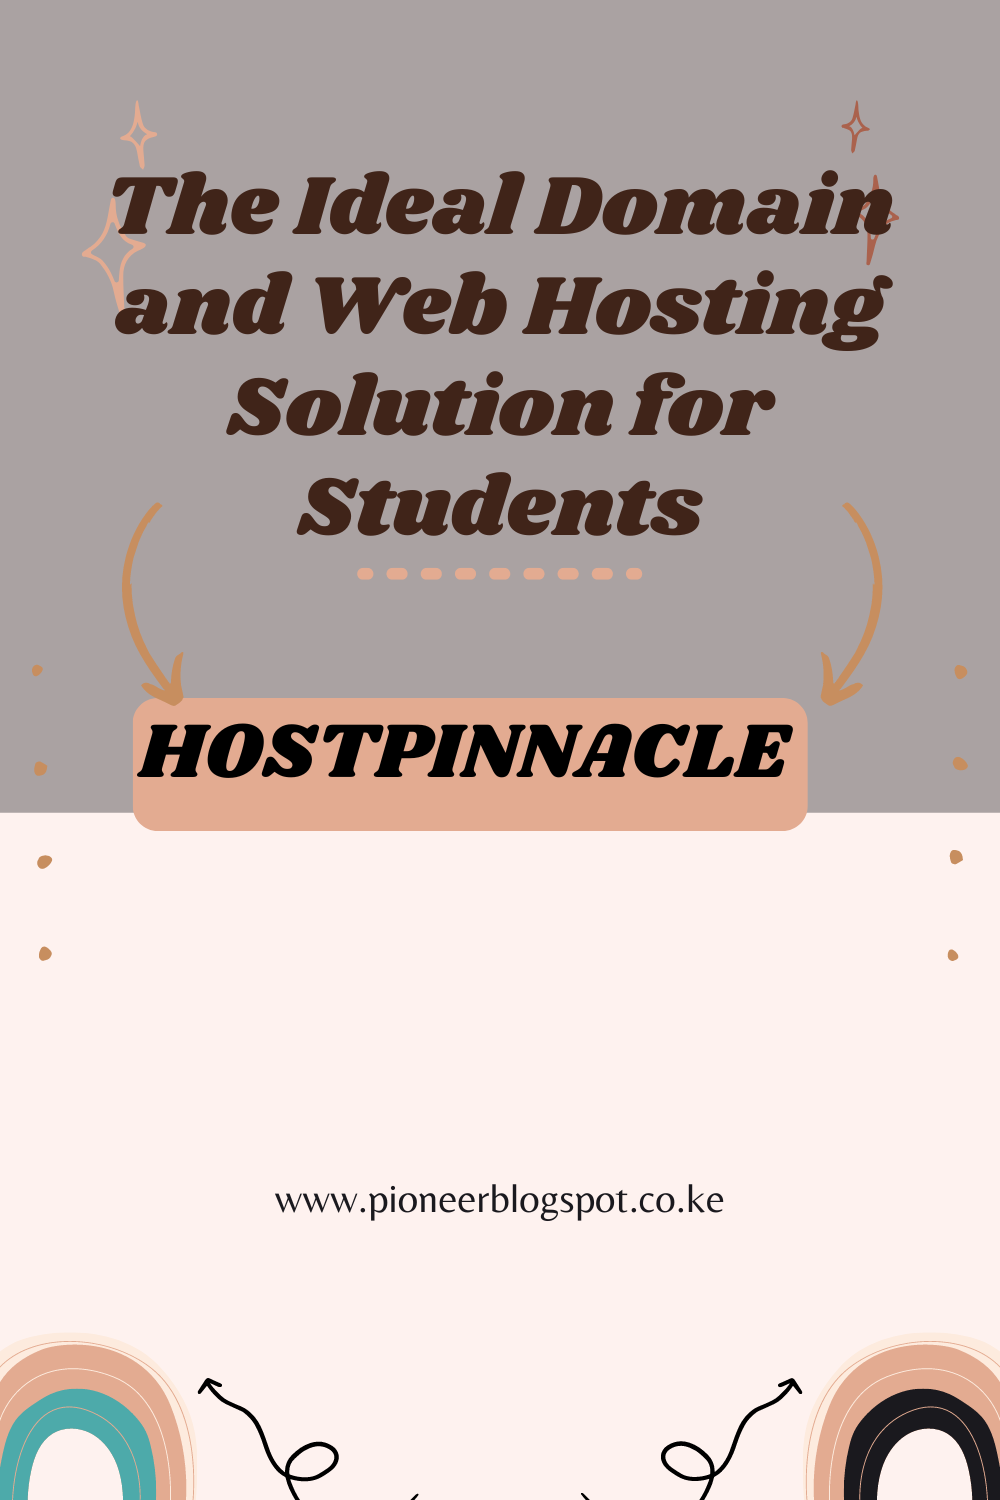 The Ideal Domain
and Web Hosting
Solution for
Students
HOSTPINNACLE
www.pioneerblogspot.co.ke